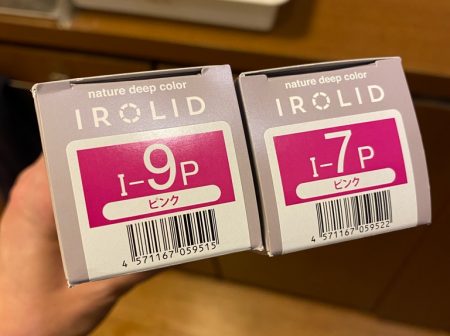 nature deep color
IROLID
I-9P
ピンク
4 571167 059515
nature deep color
IROLID
I-7P
ピンク
4 571167 059522